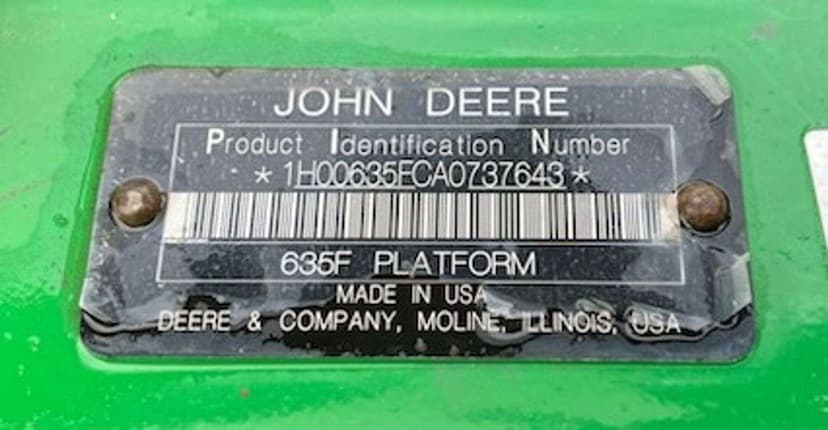 JOHN DEERE
Product Identification Number
* 1H00635FCA0737643 *
635F PLATFORM
MADE IN USA
DEERE & COMPANY, MOLINE, ILLINOIS, USA